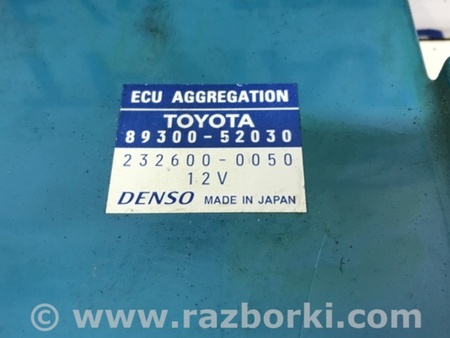 ECU AGGREGATION
TOYOTA
89300-52030
232600-0050
12V
DENSO MADE IN JAPAN
© www.razborki.com